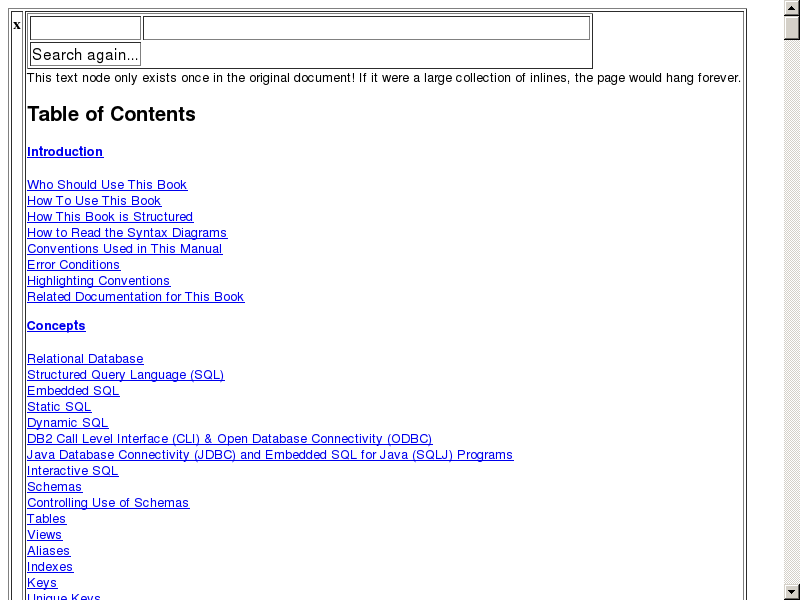 x
Search again...
This text node only exists once in the original document! If it were a large collection of inlines, the page would hang forever.
Table of Contents
Introduction
Who Should Use This Book
How To Use This Book
How This Book is Structured
How to Read the Syntax Diagrams
Conventions Used in This Manual
Error Conditions
Highlighting Conventions
Related Documentation for This Book
Concepts
Relational Database
Structured Query Language (SQL)
Embedded SQL
Static SQL
Dynamic SQL
DB2 Call Level Interface (CLI) & Open Database Connectivity (ODBC)
Java Database Connectivity (JDBC) and Embedded SQL for Java (SQLJ) Programs
Interactive SQL
Schemas
Controlling Use of Schemas
Tables
Views
Aliases
Indexes
Keys
Unique Keys